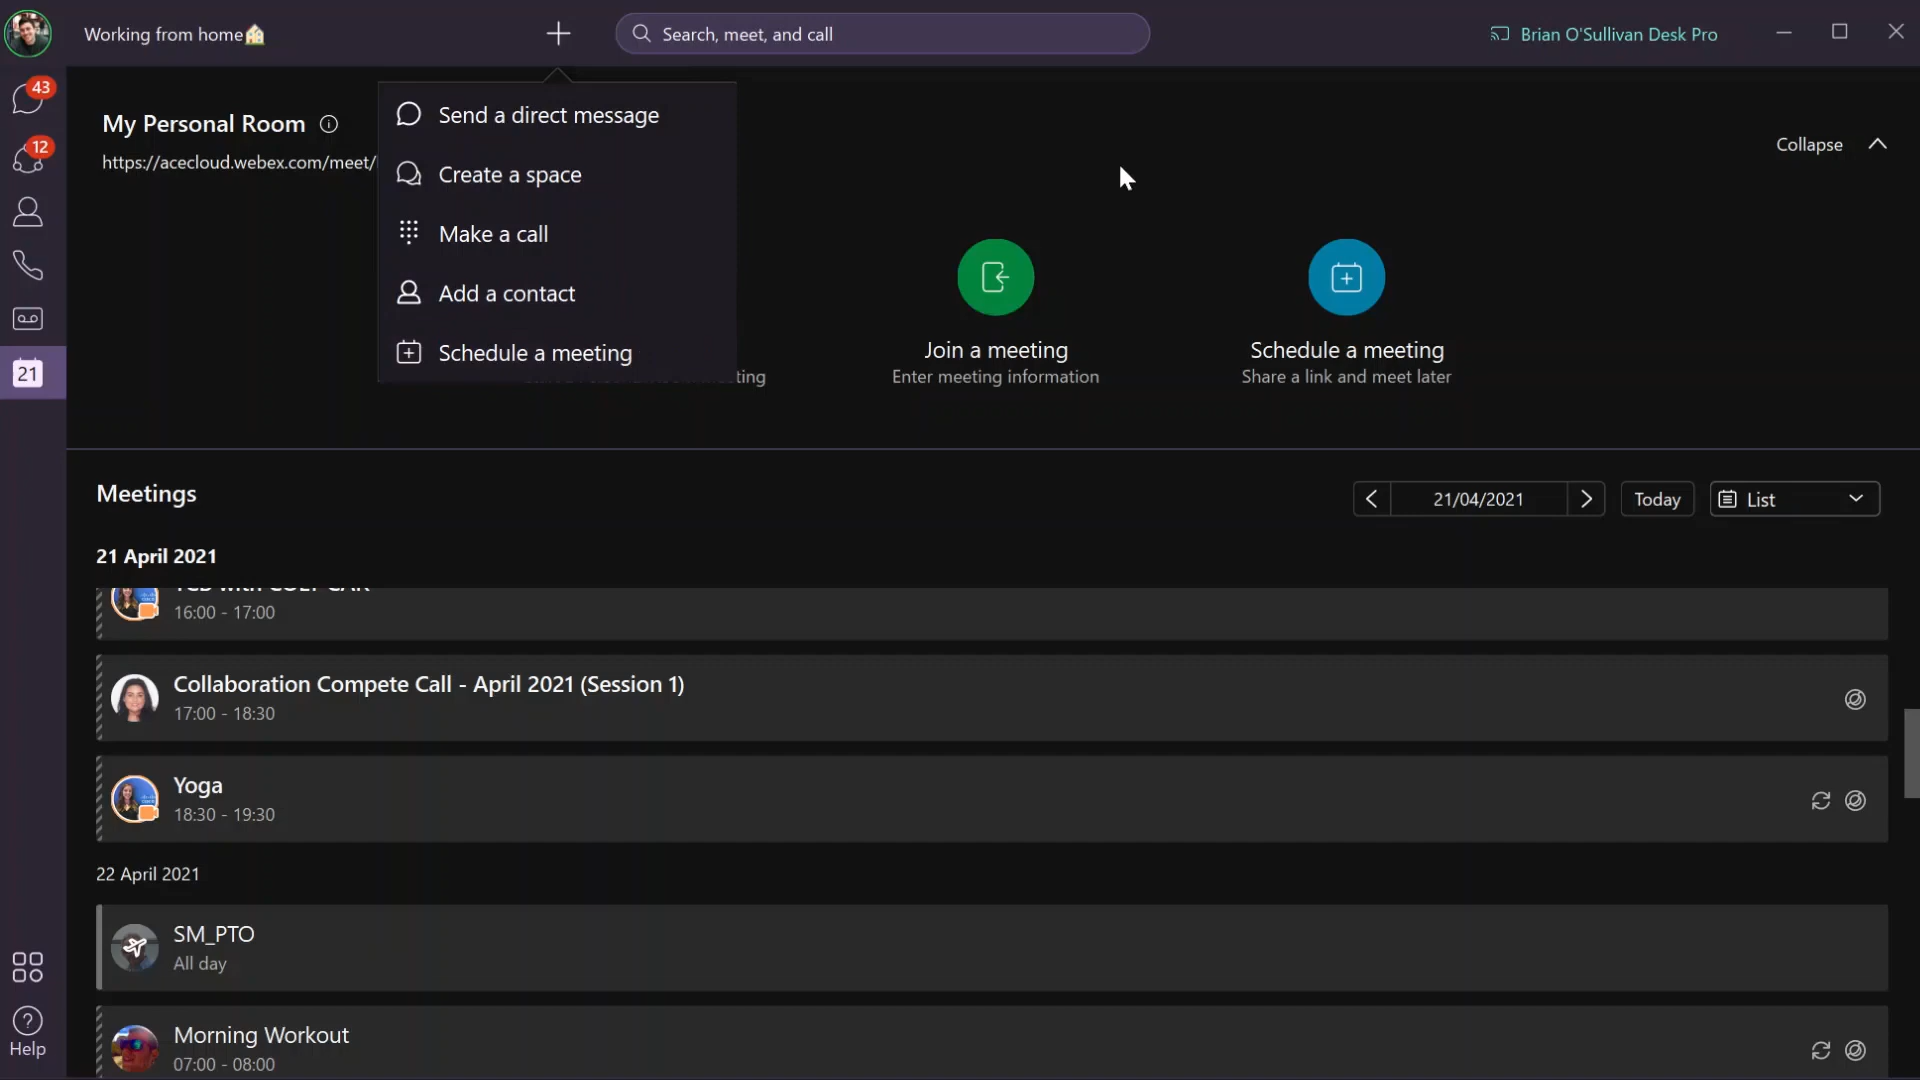 Working from home
Search, meet, and call
Brian O'Sullivan Desk Pro
43
12
21
Help
My Personal Room
https://acecloud.webex.com/meet/
Send a direct message
Create a space
Make a call
Add a contact
Schedule a meeting
Collapse
ting
Join a meeting
Enter meeting information
Schedule a meeting
Share a link and meet later
Meetings
21/04/2021
Today
List
21 April 2021
16:00 - 17:00
Collaboration Compete Call - April 2021 (Session 1)
17:00 - 18:30
Yoga
18:30 - 19:30
22 April 2021
SM_PTO
All day
Morning Workout
07:00 - 08:00